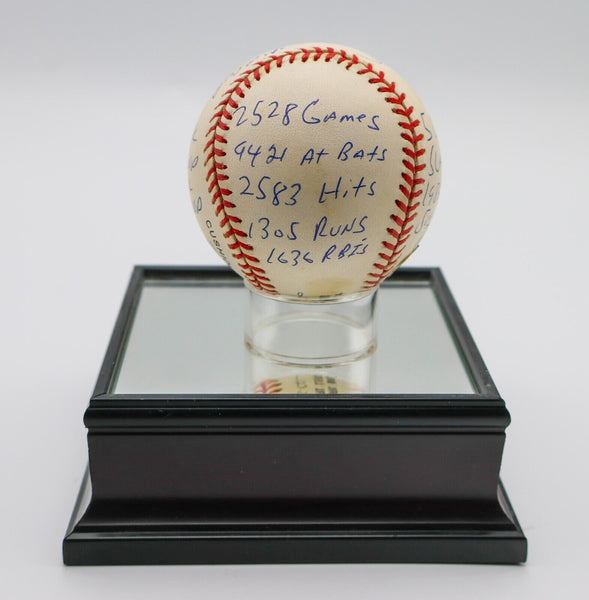 2528 Games
9421 At Bats
2583 Hits
1305 Runs
1636 RBI's